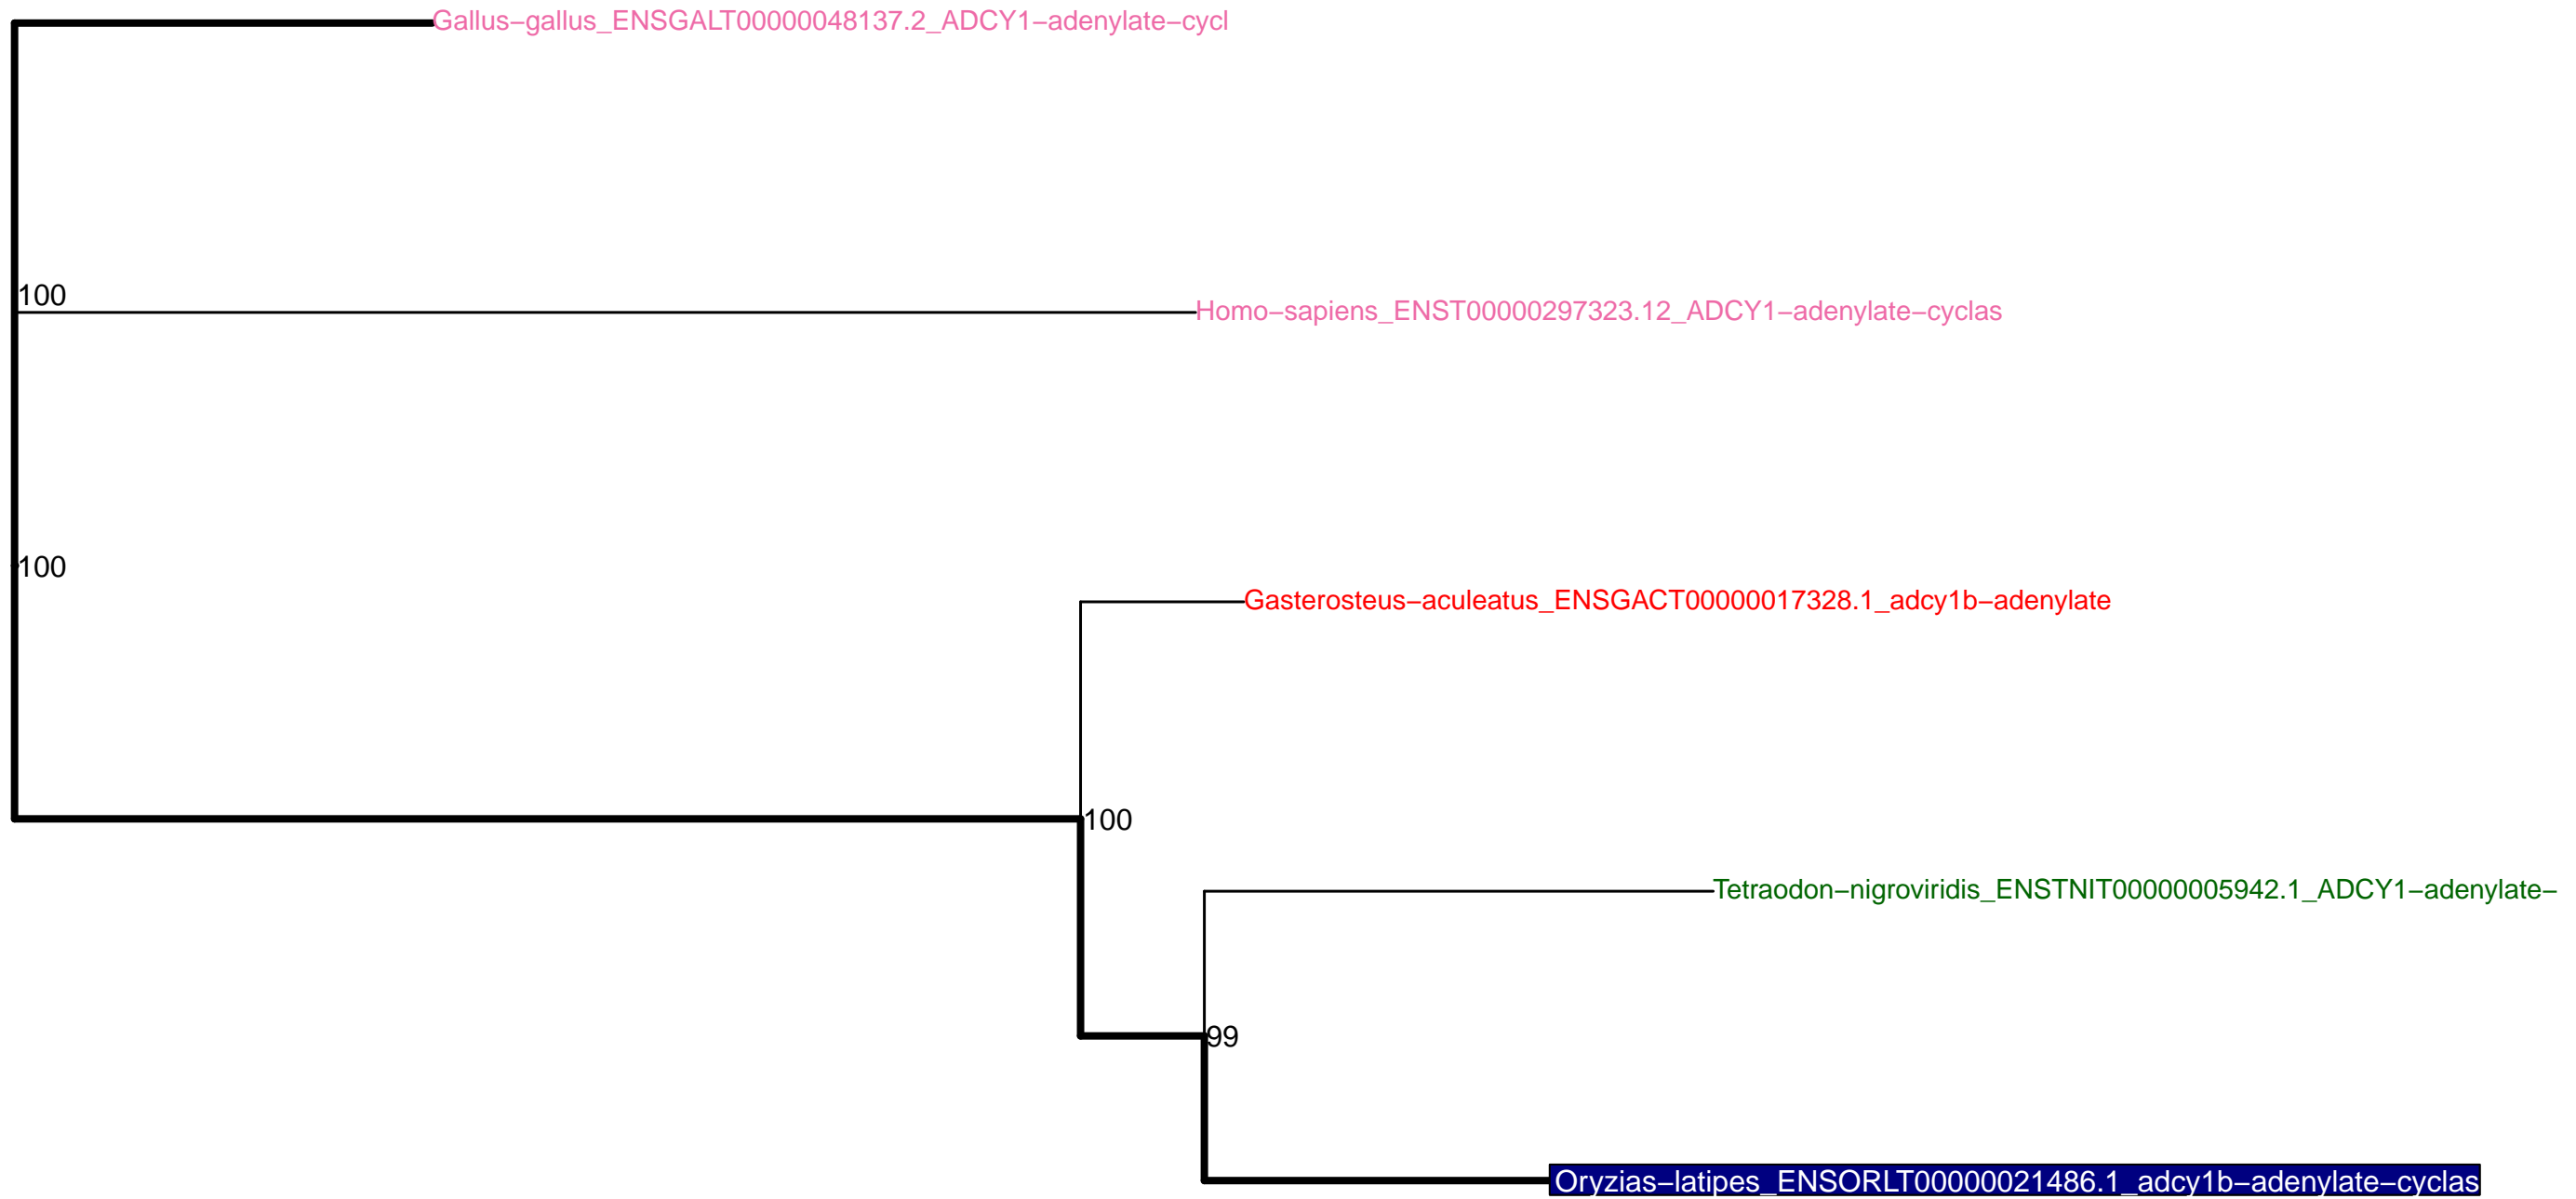 Gallus−gallus_ENSGALT00000048137.2_ADCY1−adenylate−cycl
100
Homo−sapiens_ENST00000297323.12_ADCY1−adenylate−cyclas
100
Gasterosteus−aculeatus_ENSGACT00000017328.1_adcy1b−adenylate
100
Tetraodon−nigroviridis_ENSTNIT00000005942.1_ADCY1−adenylate−
99
Oryzias−latipes_ENSORLT00000021486.1_adcy1b−adenylate−cyclas